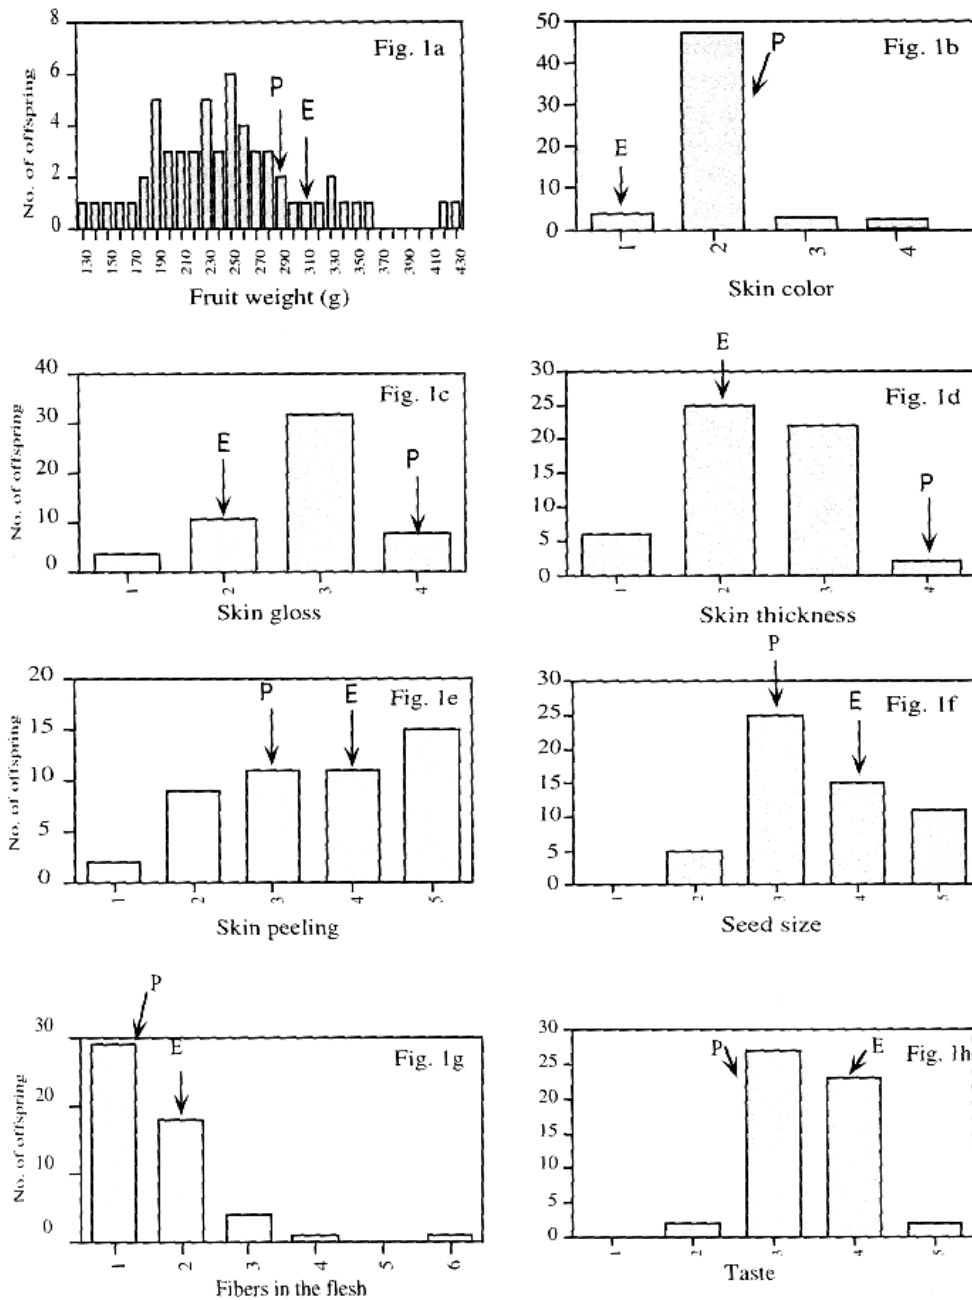 8
6
4
2
0
No. of offspring
Fig. 1a
P
E
130
150
170
190
210
230
250
270
290
310
330
350
370
390
410
430
Fruit weight (g)
50
40
30
20
10
0
Fig. 1b
E
P
1
2
3
4
Skin color
40
30
20
10
0
No. of offspring
Fig. 1c
E
P
1
2
3
4
Skin gloss
30
25
20
15
10
5
0
Fig. 1d
E
P
1
2
3
4
Skin thickness
20
15
10
5
0
No. of offspring
Fig. 1e
P
E
1
2
3
4
5
Skin peeling
30
25
20
15
10
5
0
Fig. 1f
P
E
1
2
3
4
5
Seed size
30
20
10
0
No. of offspring
Fig. 1g
P
E
1
2
3
4
5
6
Fibers in the flesh
30
25
20
15
10
5
0
Fig. 1h
P
E
1
2
3
4
5
Taste